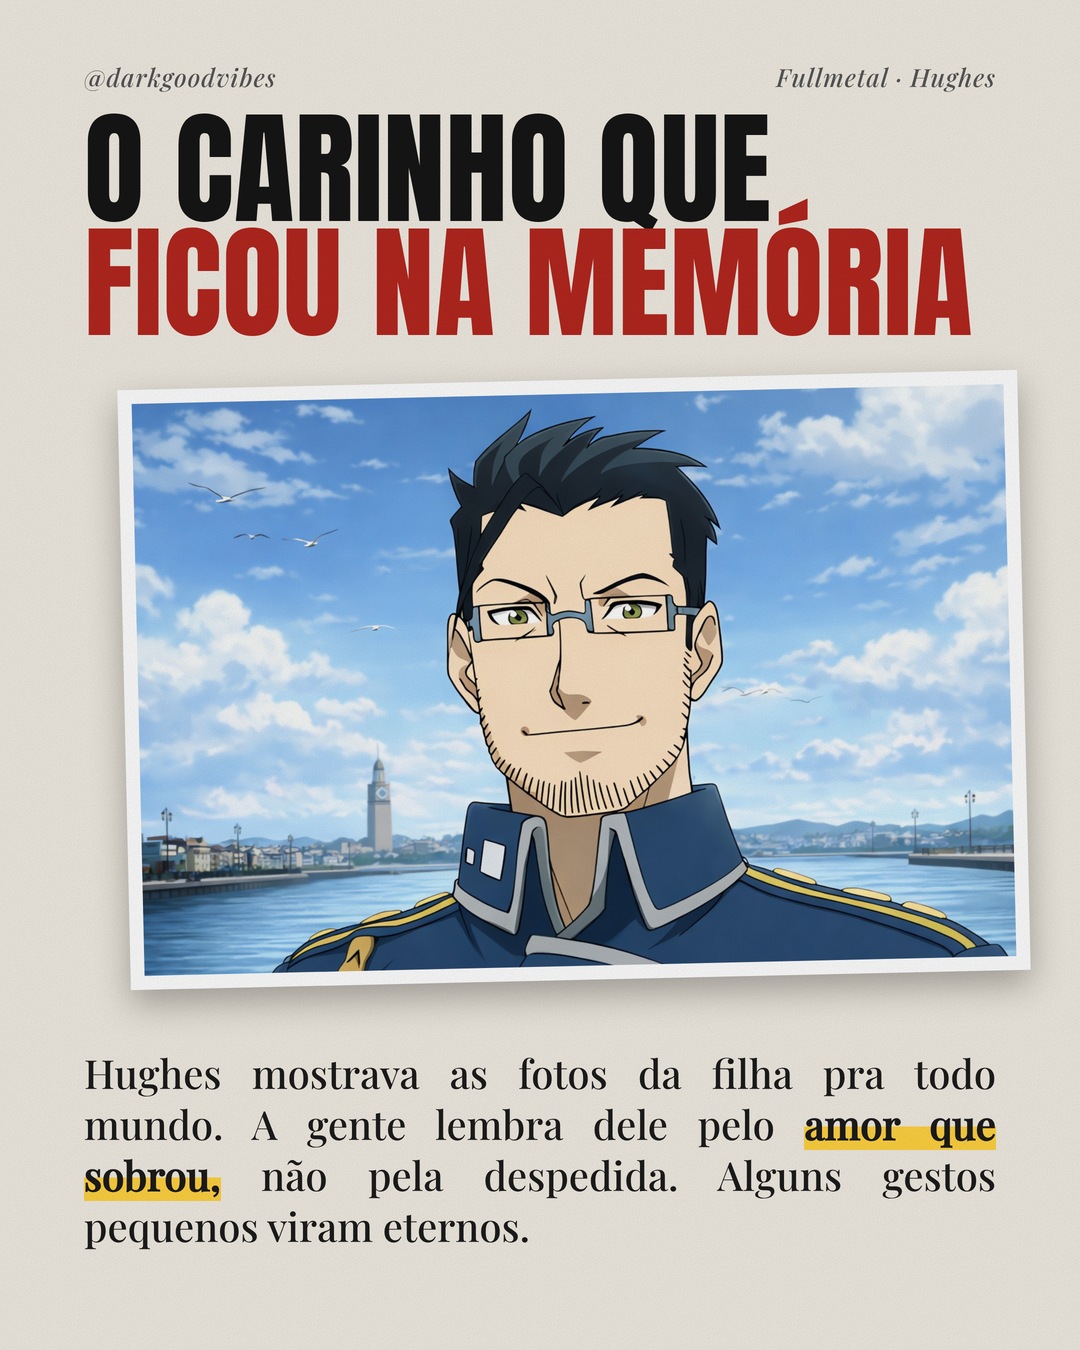 @darkgoodvibes
Fullmetal · Hughes
O CARINHO QUE
FICOU NA MEMÓRIA
Hughes mostrava as fotos da filha pra todo
mundo. A gente lembra dele pelo amor que
sobrou, não pela despedida. Alguns gestos
pequenos viram eternos.